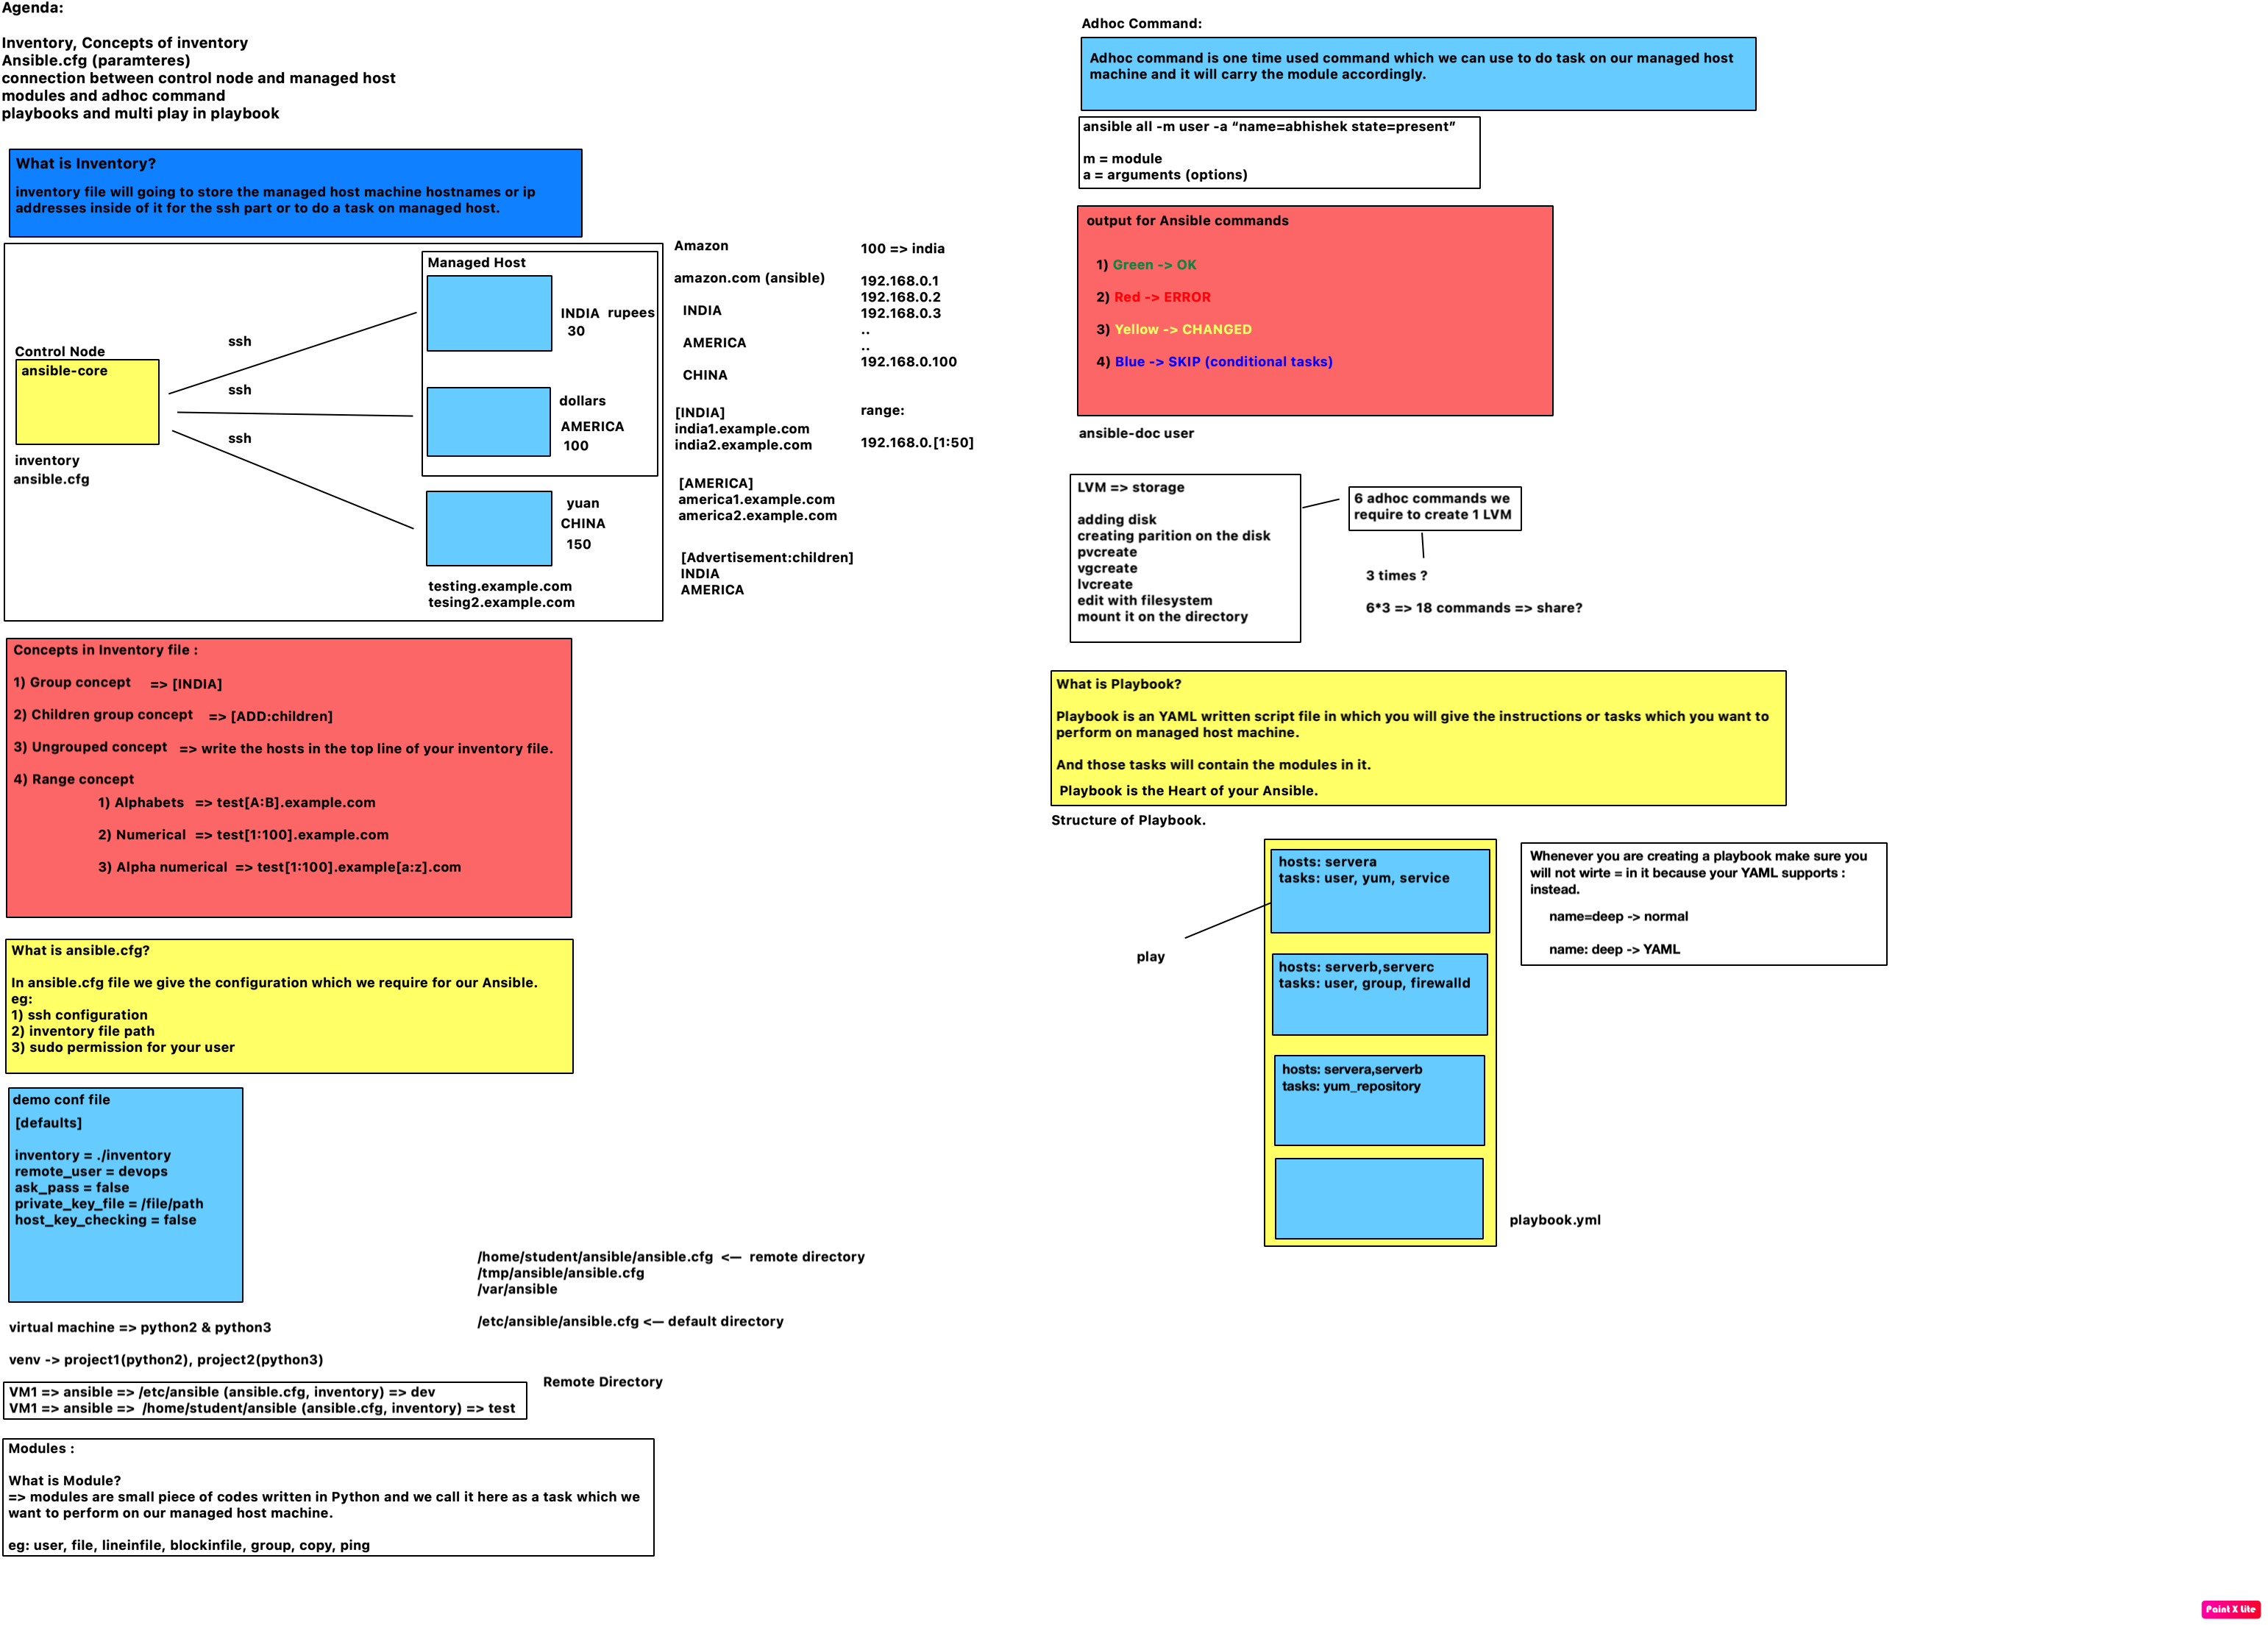 Agenda:
Inventory, Concepts of inventory
Ansible.cfg (paramteres)
connection between control node and managed host
modules and adhoc command
playbooks and multi play in playbook
What is Inventory?
inventory file will going to store the managed host machine hostnames or ip
addresses inside of it for the ssh part or to do a task on managed host.
Managed Host
INDIA rupees
30
ssh
Control Node
ansible-core
ssh
dollars
AMERICA
100
ssh
inventory
ansible.cfg
yuan
CHINA
150
testing.example.com
tesing2.example.com
Amazon
amazon.com (ansible)
INDIA
AMERICA
CHINA
[INDIA]
india1.example.com
india2.example.com
[AMERICA]
america1.example.com
america2.example.com
[Advertisement:children]
INDIA
AMERICA
100 => india
192.168.0.1
192.168.0.2
192.168.0.3
..
..
192.168.0.100
range:
192.168.0.[1:50]
Concepts in Inventory file :
1) Group concept => [INDIA]
2) Children group concept => [ADD:children]
3) Ungrouped concept => write the hosts in the top line of your inventory file.
4) Range concept
1) Alphabets => test[A:B].example.com
2) Numerical => test[1:100].example.com
3) Alpha numerical => test[1:100].example[a:z].com
What is ansible.cfg?
In ansible.cfg file we give the configuration which we require for our Ansible.
eg:
1) ssh configuration
2) inventory file path
3) sudo permission for your user
demo conf file
[defaults]
inventory = ./inventory
remote_user = devops
ask_pass = false
private_key_file = /file/path
host_key_checking = false
/home/student/ansible/ansible.cfg <— remote directory
/tmp/ansible/ansible.cfg
/var/ansible
/etc/ansible/ansible.cfg <— default directory
virtual machine => python2 & python3
venv -> project1(python2), project2(python3)
Remote Directory
VM1 => ansible => /etc/ansible (ansible.cfg, inventory) => dev
VM1 => ansible => /home/student/ansible (ansible.cfg, inventory) => test
Modules :
What is Module?
=> modules are small piece of codes written in Python and we call it here as a task which we
want to perform on our managed host machine.
eg: user, file, lineinfile, blockinfile, group, copy, ping
Adhoc Command:
Adhoc command is one time used command which we can use to do task on our managed host
machine and it will carry the module accordingly.
ansible all -m user -a “name=abhishek state=present”
m = module
a = arguments (options)
output for Ansible commands
1) Green -> OK
2) Red -> ERROR
3) Yellow -> CHANGED
4) Blue -> SKIP (conditional tasks)
ansible-doc user
LVM => storage
adding disk
creating parition on the disk
pvcreate
vgcreate
lvcreate
edit with filesystem
mount it on the directory
6 adhoc commands we
require to create 1 LVM
3 times ?
6*3 => 18 commands => share?
What is Playbook?
Playbook is an YAML written script file in which you will give the instructions or tasks which you want to
perform on managed host machine.
And those tasks will contain the modules in it.
Playbook is the Heart of your Ansible.
Structure of Playbook.
hosts: servera
tasks: user, yum, service
play
hosts: serverb,serverc
tasks: user, group, firewalld
hosts: servera,serverb
tasks: yum_repository
playbook.yml
Whenever you are creating a playbook make sure you
will not wirte = in it because your YAML supports :
instead.
name=deep -> normal
name: deep -> YAML
Paint X Lite